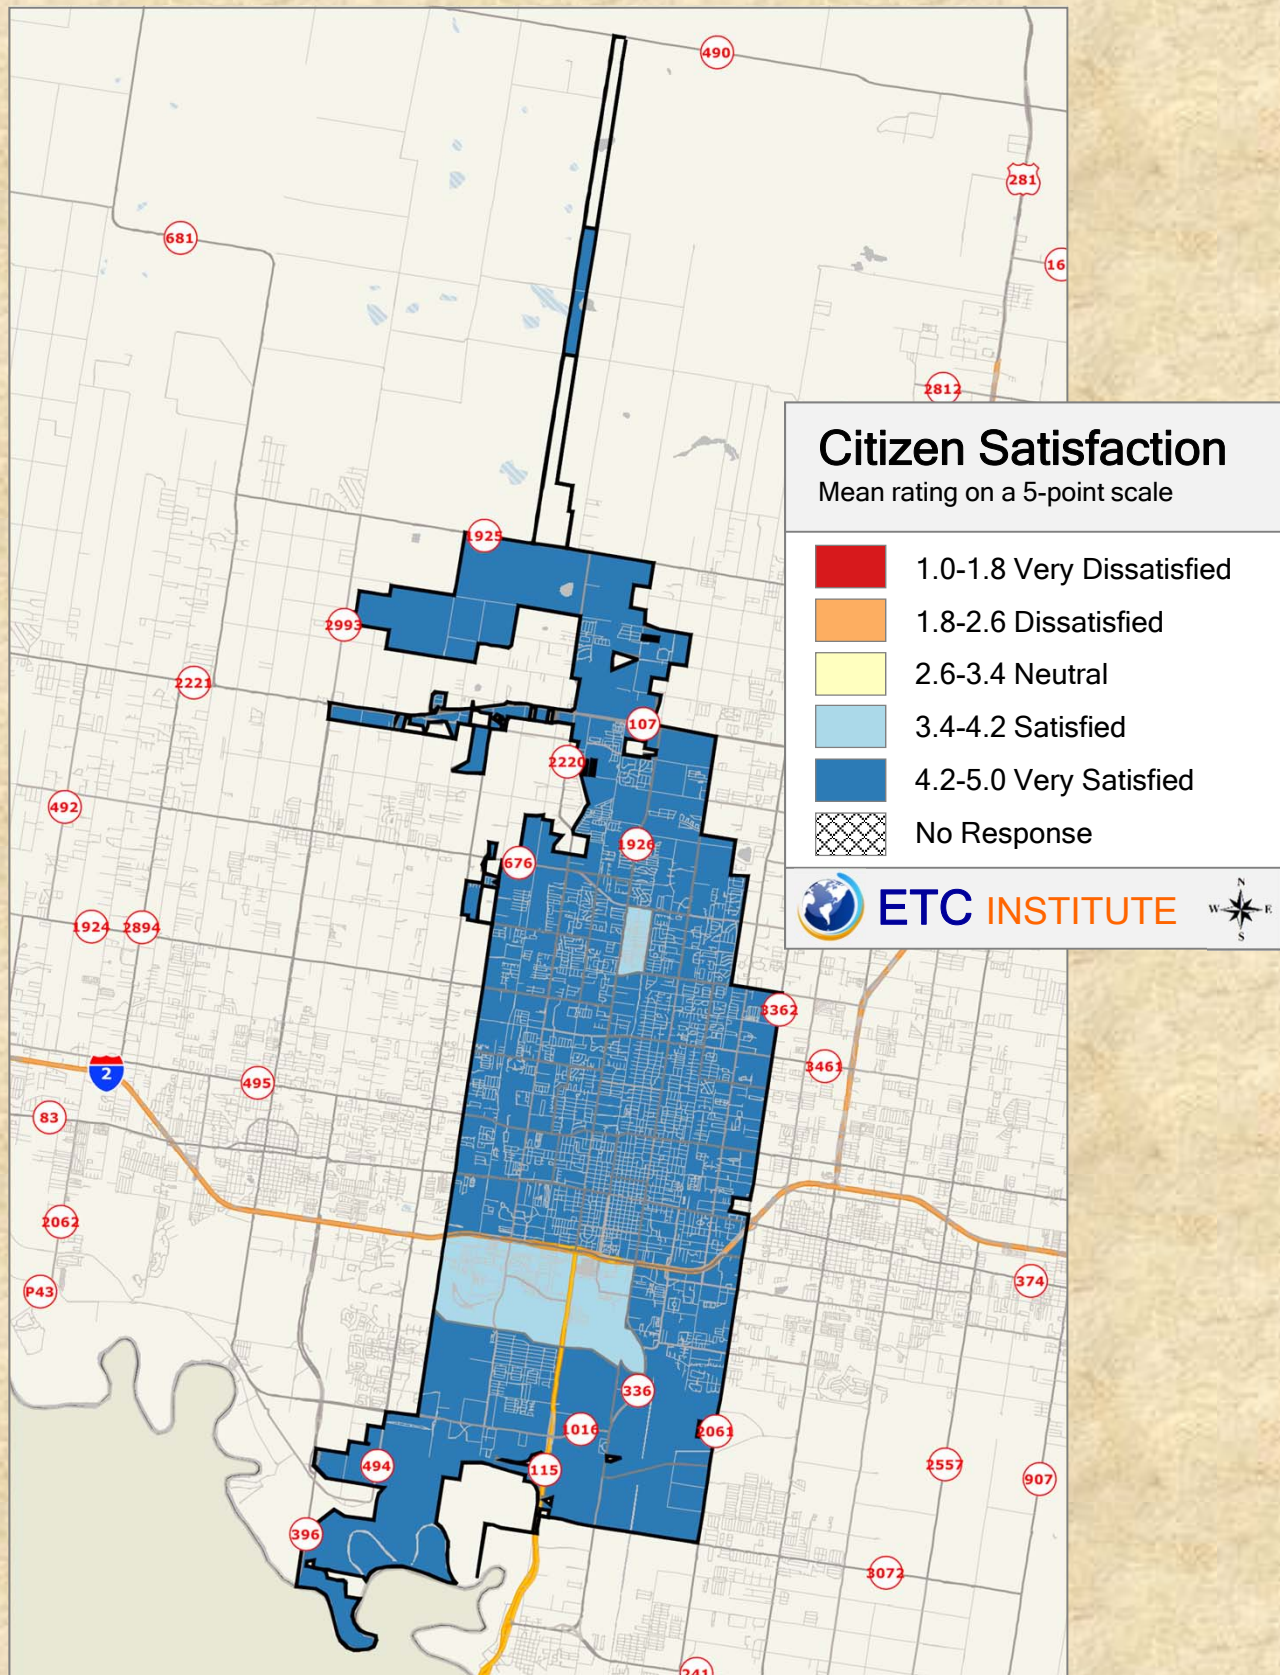 490
281
681
16
2812
Citizen Satisfaction
Mean rating on a 5-point scale
1.0-1.8 Very Dissatisfied
1.8-2.6 Dissatisfied
2.6-3.4 Neutral
3.4-4.2 Satisfied
4.2-5.0 Very Satisfied
No Response
ETC INSTITUTE
N
W E
S
1925
2993
2221
107
2220
492
1926
676
1924 2894
3362
3461
2
495
83
2062
P43
374
336
1016
2061
494
115
2557
907
396
3072
241